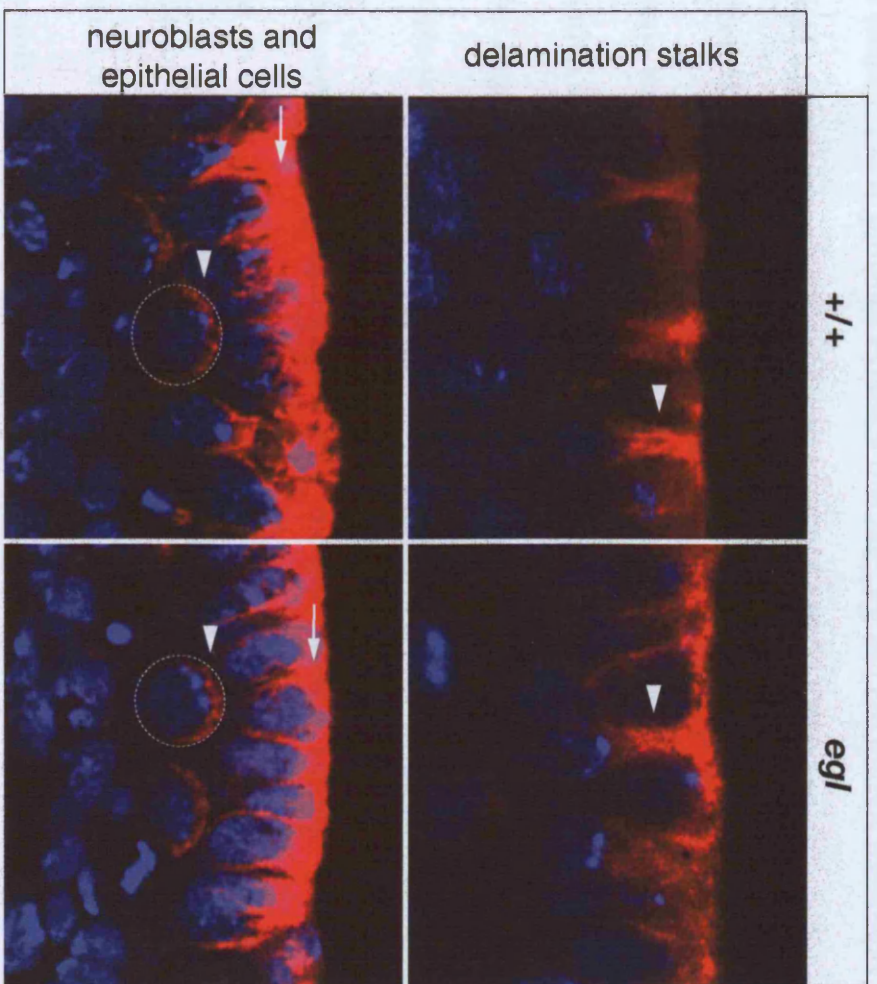 neuroblasts and
epithelial cells
delamination stalks
+/+
egl